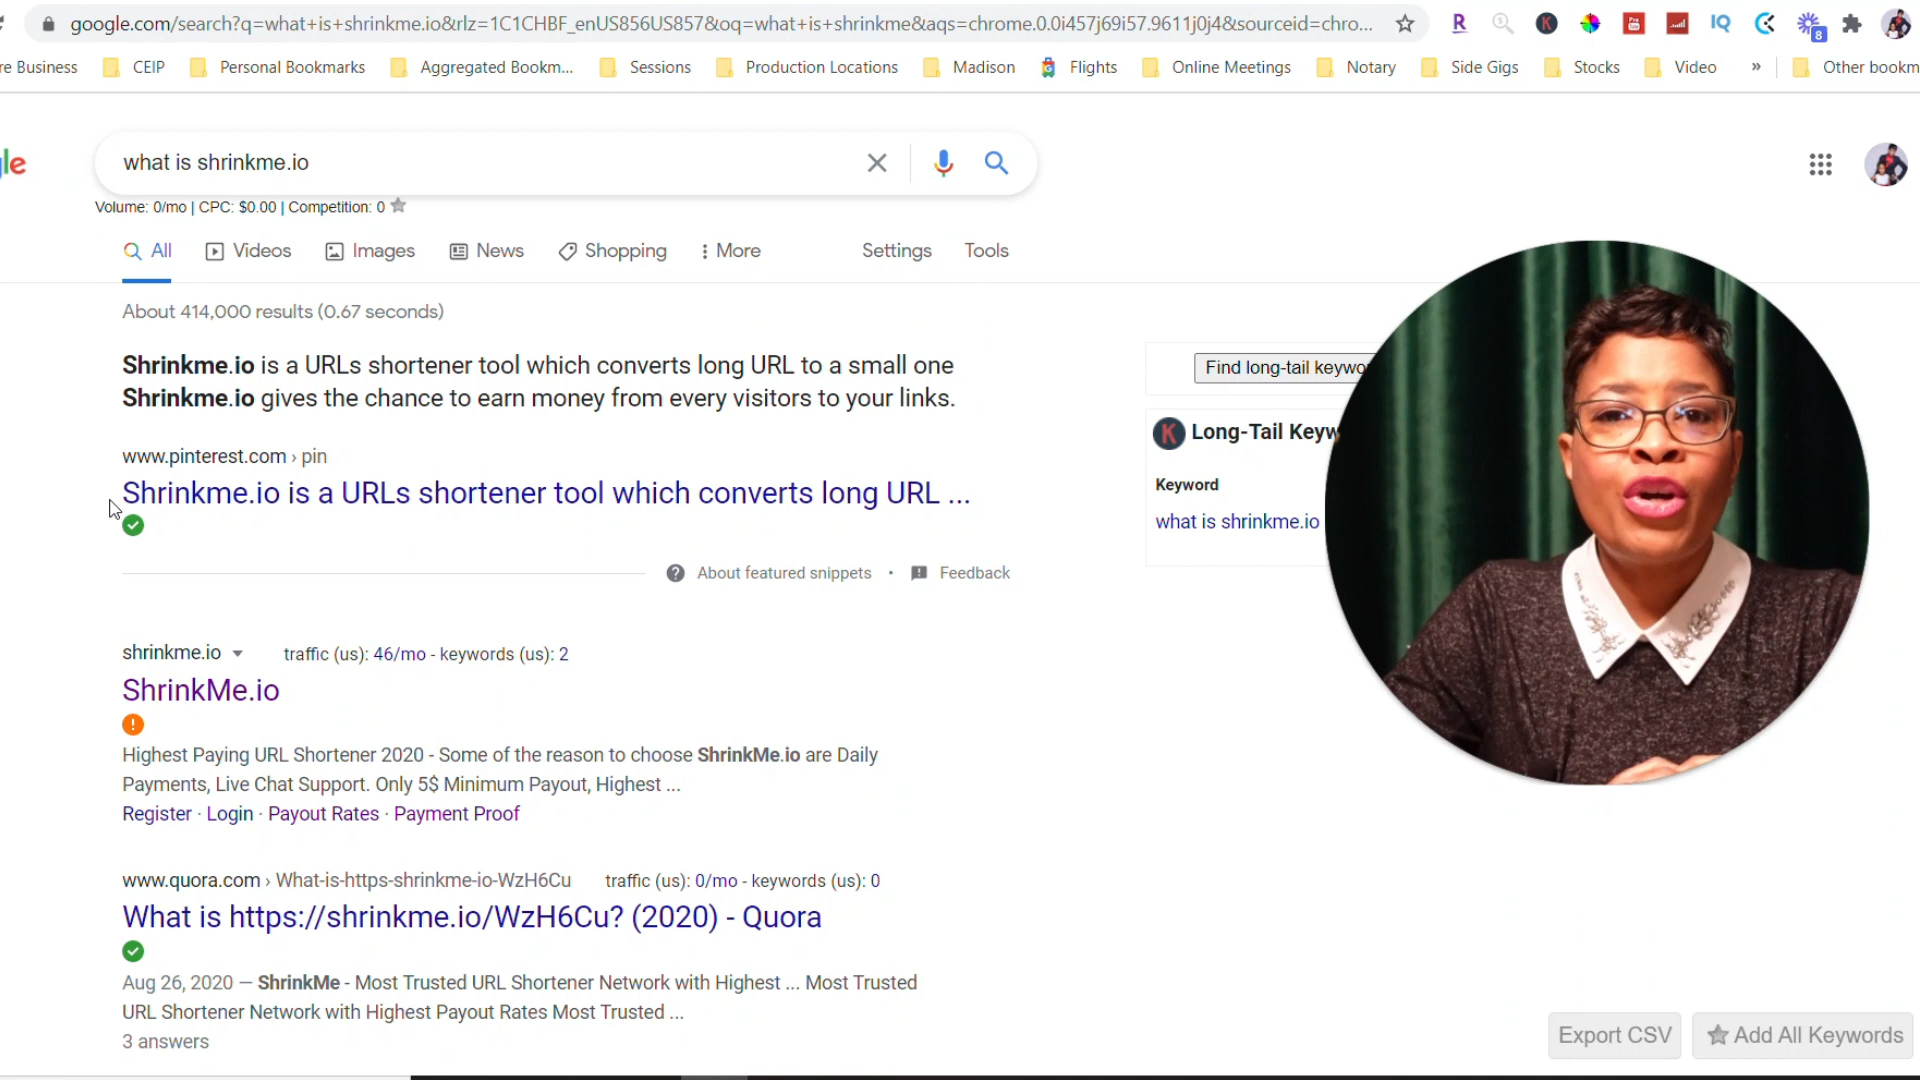 google.com/search?q=what+is+shrinkme.io&rlz=1C1CHBF_enUS856US857&oq=what+is+shrinkme&aqs=chrome.0.0i457j69i57.9611j0j4&sourceid=chro...
re Business CEIP Personal Bookmarks Aggregated Bookm... Sessions Production Locations Madison Flights Online Meetings Notary Side Gigs Stocks Video » Other bookm
gle
what is shrinkme.io
Volume: 0/mo | CPC: $0.00 | Competition: 0
All Videos Images News Shopping More Settings Tools
About 414,000 results (0.67 seconds)
Shrinkme.io is a URLs shortener tool which converts long URL to a small one
Shrinkme.io gives the chance to earn money from every visitors to your links.
www.pinterest.com › pin
Shrinkme.io is a URLs shortener tool which converts long URL ...
About featured snippets · Feedback
Find long-tail keywo
K Long-Tail Keyw
Keyword
what is shrinkme.io
shrinkme.io traffic (us): 46/mo - keywords (us): 2
ShrinkMe.io
Highest Paying URL Shortener 2020 - Some of the reason to choose ShrinkMe.io are Daily
Payments, Live Chat Support. Only 5$ Minimum Payout, Highest ...
Register · Login · Payout Rates · Payment Proof
www.quora.com › What-is-https-shrinkme-io-WzH6Cu traffic (us): 0/mo - keywords (us): 0
What is https://shrinkme.io/WzH6Cu? (2020) - Quora
Aug 26, 2020 — ShrinkMe - Most Trusted URL Shortener Network with Highest ... Most Trusted
URL Shortener Network with Highest Payout Rates Most Trusted ...
3 answers
Export CSV Add All Keywords